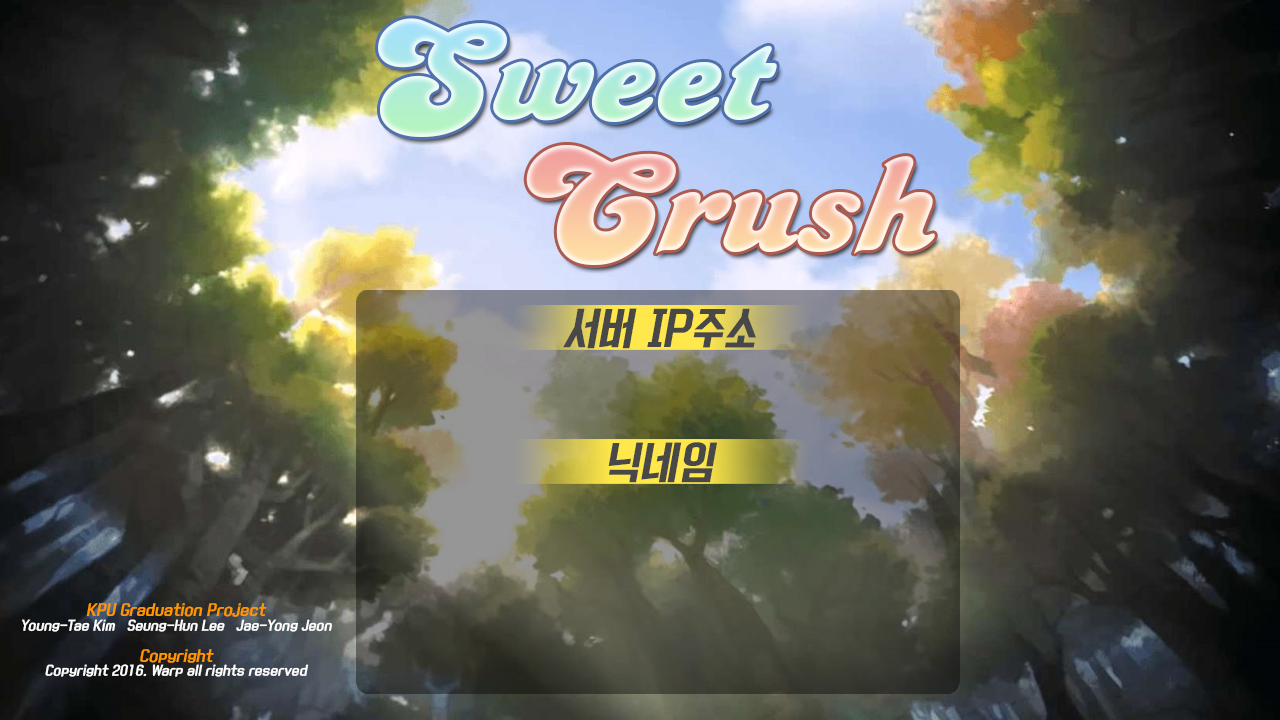 Sweet
Crush
서버 IP주소
닉네임
KPU Graduation Project
Young-Tae Kim Seung-Hun Lee Jae-Yong Jeon
Copyright
Copyright 2016. Warp all rights reserved